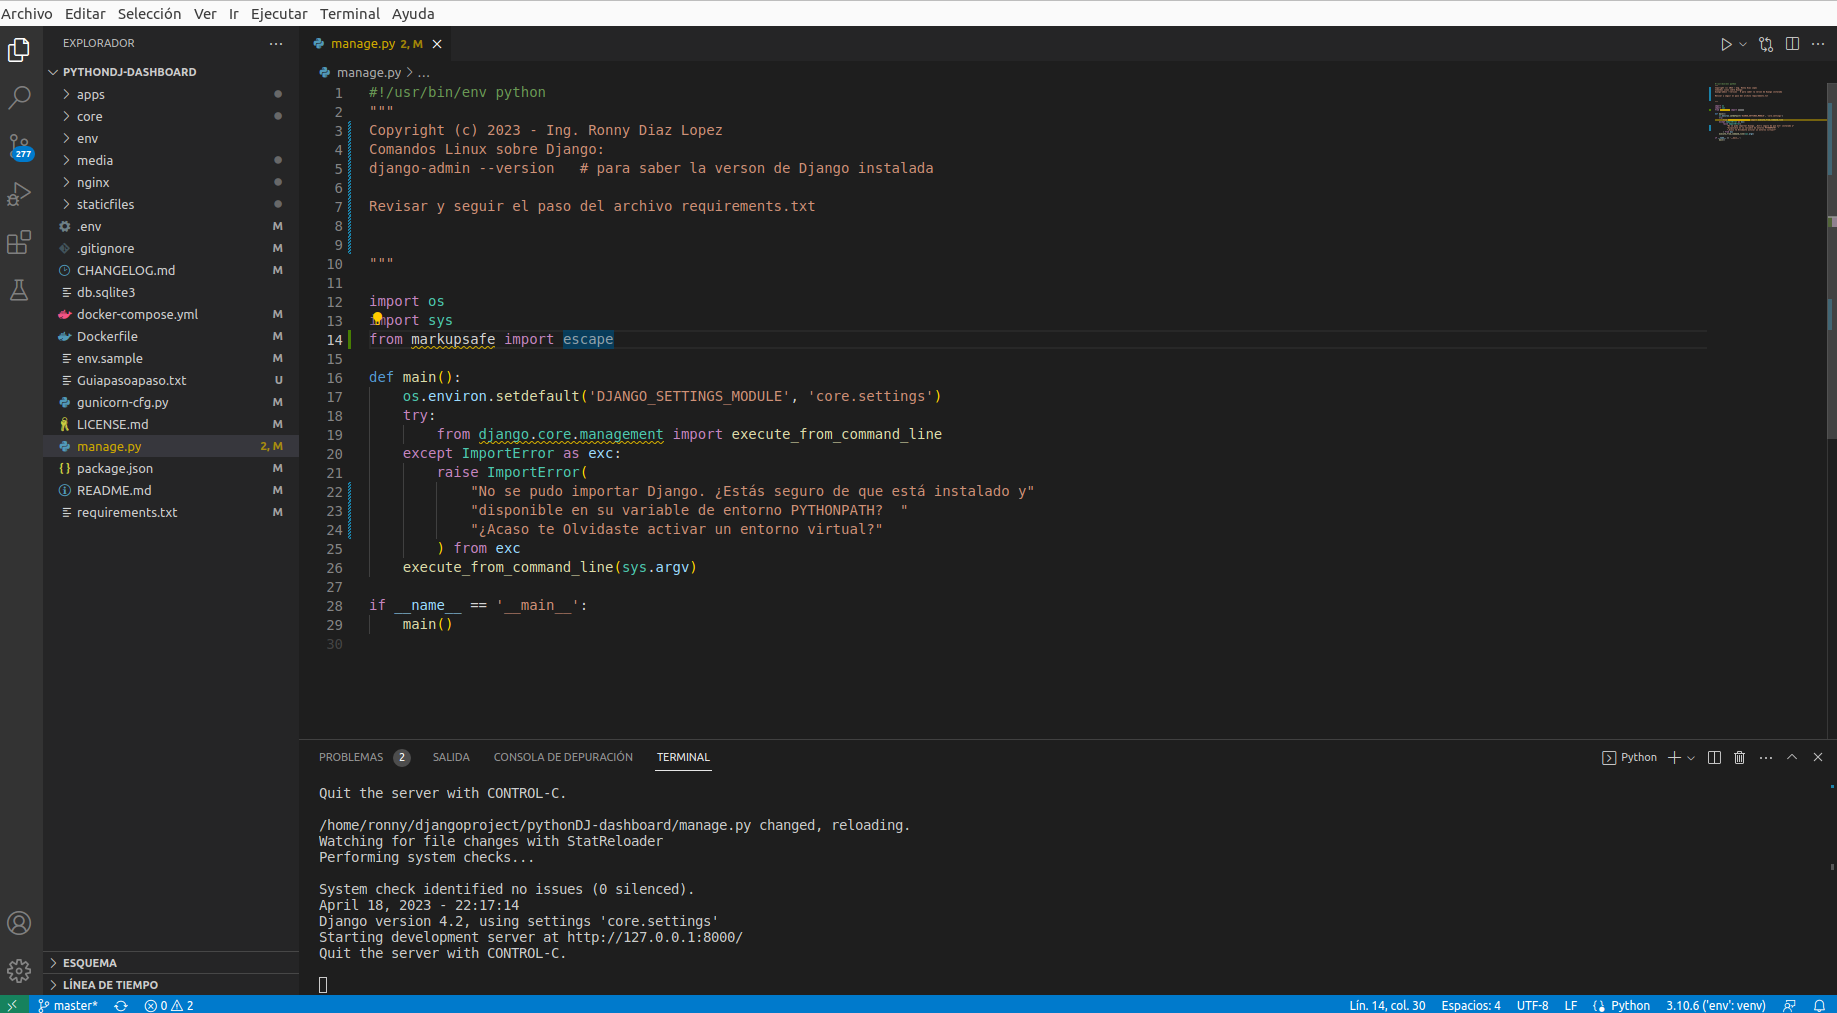 Archivo Editar Selección Ver Ir Ejecutar Terminal Ayuda
EXPLORADOR
PYTHONDJ-DASHBOARD
apps
core
env
media
nginx
staticfiles
.env M
.gitignore M
CHANGELOG.md M
db.sqlite3
docker-compose.yml M
Dockerfile M
env.sample M
Guiapasoapaso.txt U
gunicorn-cfg.py M
LICENSE.md M
manage.py 2, M
package.json M
README.md M
requirements.txt M
277
ESQUEMA
LÍNEA DE TIEMPO
manage.py 2, M
manage.py > ...
1 #!/usr/bin/env python
2 """
3 Copyright (c) 2023 - Ing. Ronny Diaz Lopez
4 Comandos Linux sobre Django:
5 django-admin --version   # para saber la verson de Django instalada
6
7 Revisar y seguir el paso del archivo requirements.txt
8
9
10 """
11
12 import os
13 import sys
14 from markupsafe import escape
15
16 def main():
17     os.environ.setdefault('DJANGO_SETTINGS_MODULE', 'core.settings')
18     try:
19         from django.core.management import execute_from_command_line
20     except ImportError as exc:
21         raise ImportError(
22             "No se pudo importar Django. ¿Estás seguro de que está instalado y"
23             "disponible en su variable de entorno PYTHONPATH?  "
24             "¿Acaso te Olvidaste activar un entorno virtual?"
25         ) from exc
26     execute_from_command_line(sys.argv)
27
28 if __name__ == '__main__':
29     main()
30
PROBLEMAS 2 SALIDA CONSOLA DE DEPURACIÓN TERMINAL Python
Quit the server with CONTROL-C.
/home/ronny/djangoproject/pythonDJ-dashboard/manage.py changed, reloading.
Watching for file changes with StatReloader
Performing system checks...
System check identified no issues (0 silenced).
April 18, 2023 - 22:17:14
Django version 4.2, using settings 'core.settings'
Starting development server at http://127.0.0.1:8000/
Quit the server with CONTROL-C.
master* 0 2 Lín. 14, col. 30 Espacios: 4 UTF-8 LF Python 3.10.6 ('env': venv)